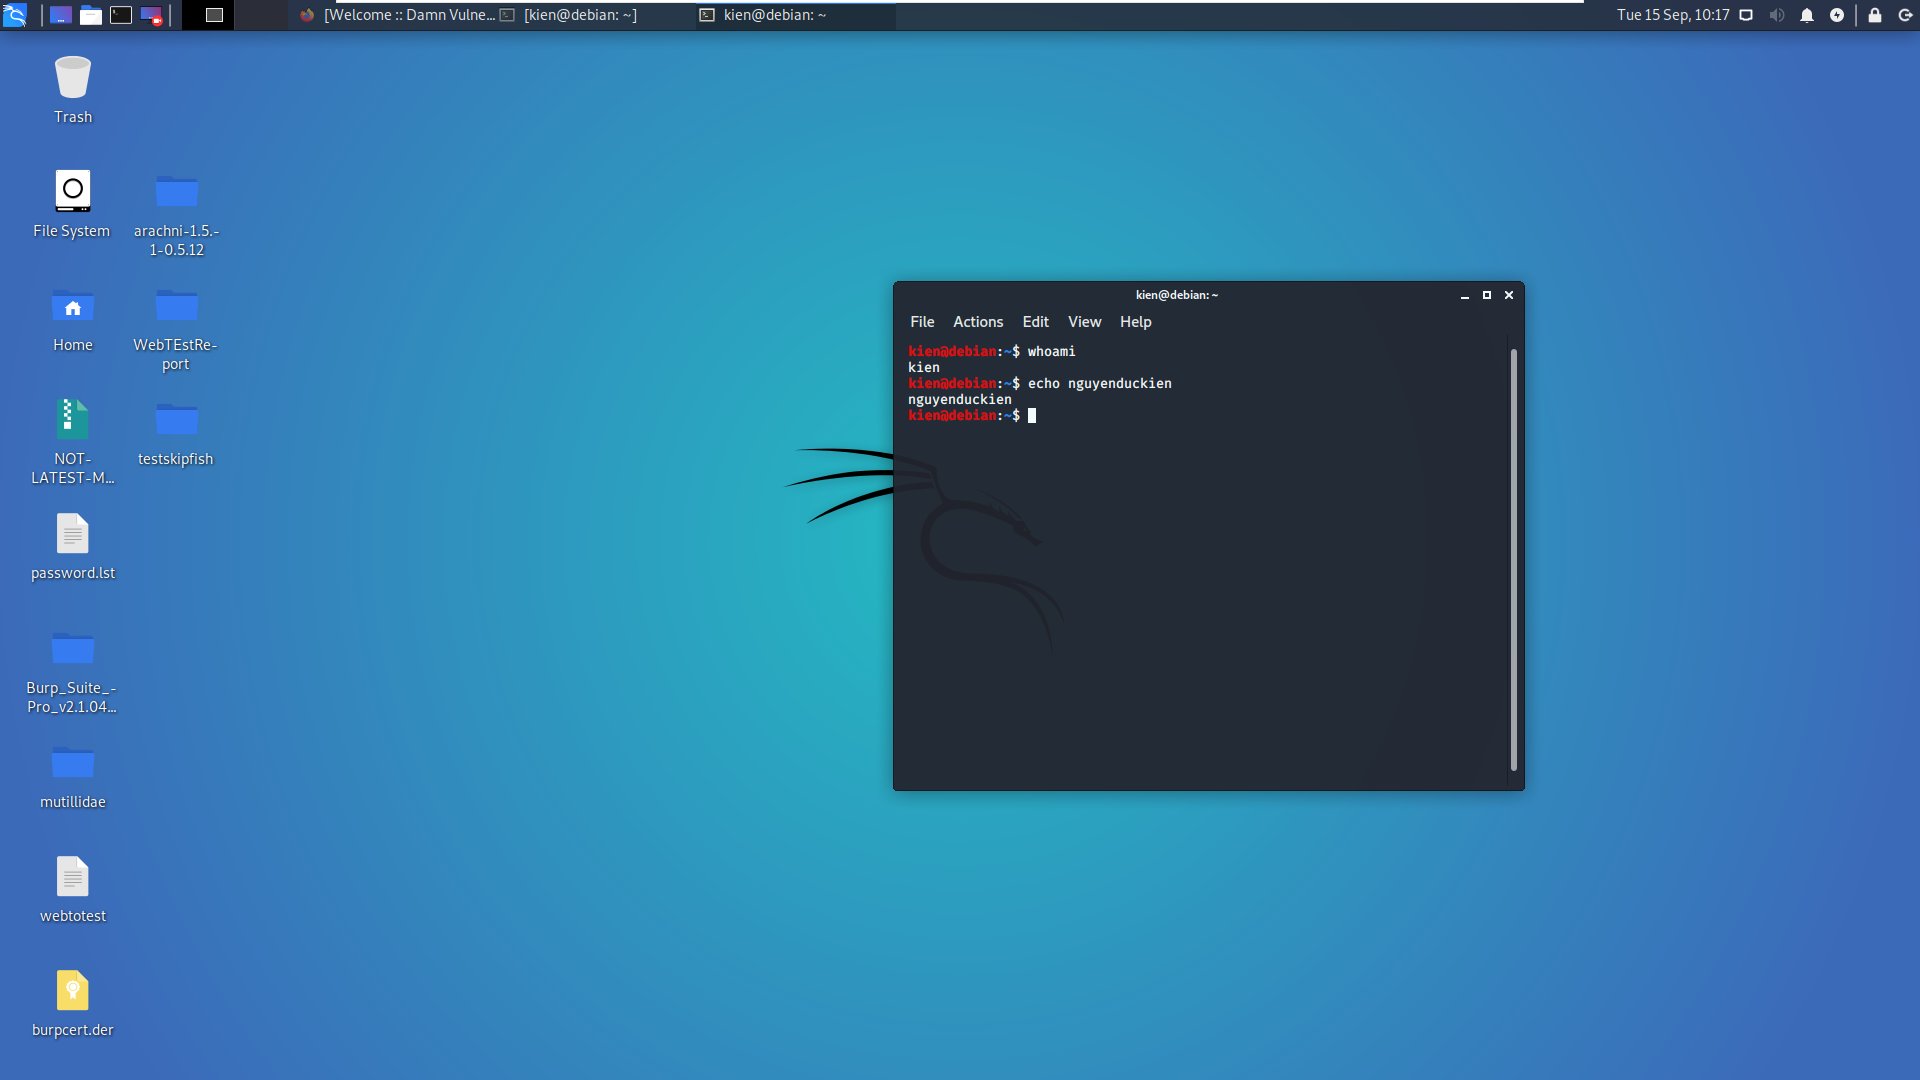 [Welcome :: Damn Vulne... [kien@debian: ~] kien@debian: ~ Tue 15 Sep, 10:17
Trash
File System
arachni-1.5.-
1-0.5.12
Home
WebTEstRe-
port
NOT-
LATEST-M...
testskipfish
password.lst
Burp_Suite_-
Pro_v2.1.04...
mutillidae
webtotest
burpcert.der
kien@debian: ~
File Actions Edit View Help
kien@debian:~$ whoami
kien
kien@debian:~$ echo nguyenduckien
nguyenduckien
kien@debian:~$